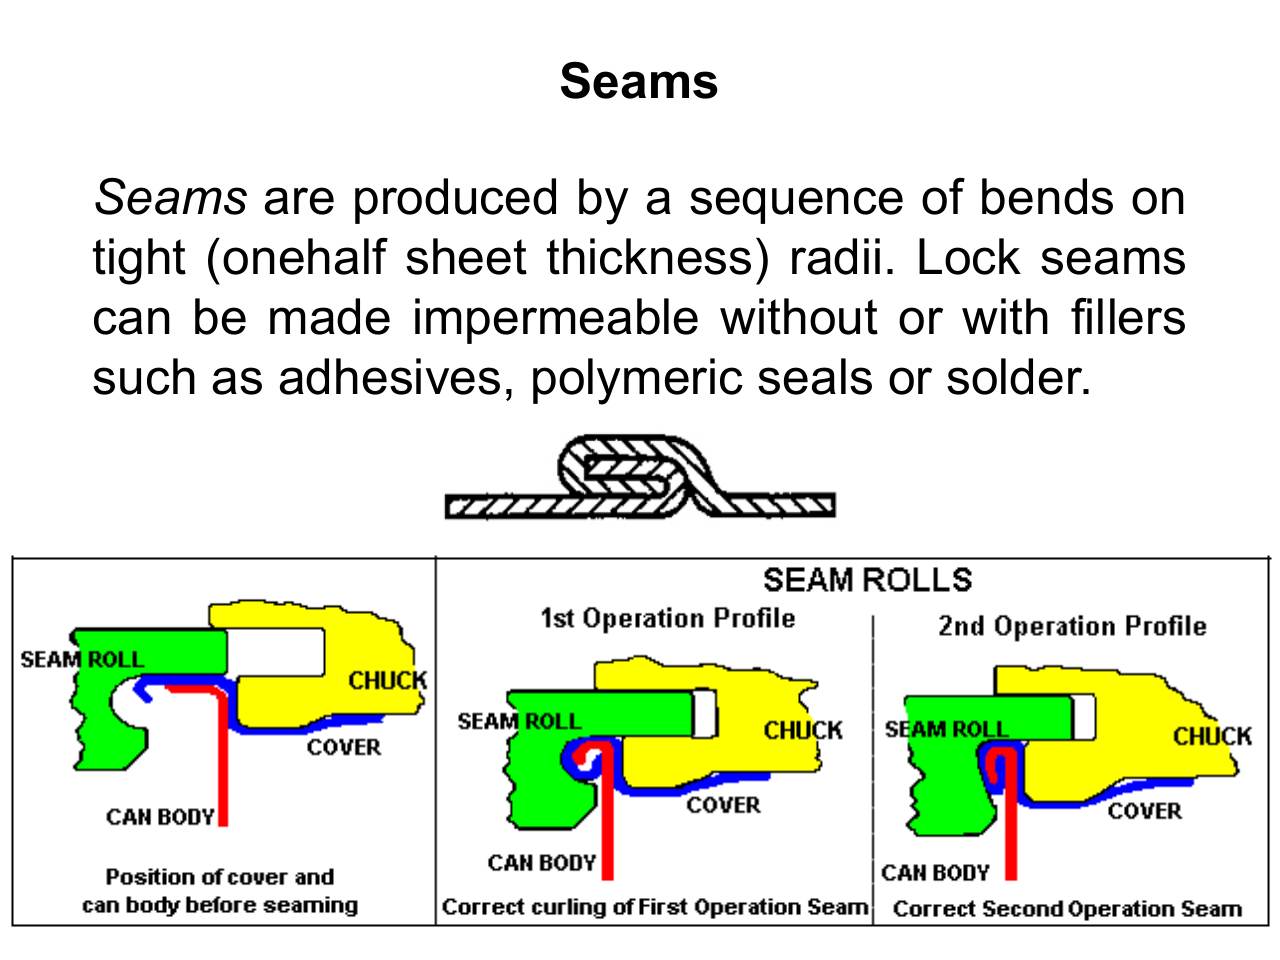 Seams
Seams are produced by a sequence of bends on
tight (onehalf sheet thickness) radii. Lock seams
can be made impermeable without or with fillers
such as adhesives, polymeric seals or solder.
SEAM ROLL
CHUCK
COVER
CAN BODY
Position of cover and
can body before seaming
SEAM ROLLS
1st Operation Profile
SEAM ROLL
CHUCK
COVER
CAN BODY
Correct curling of First Operation Seam
2nd Operation Profile
SEAM ROLL
CHUCK
COVER
CAN BODY
Correct Second Operation Seam